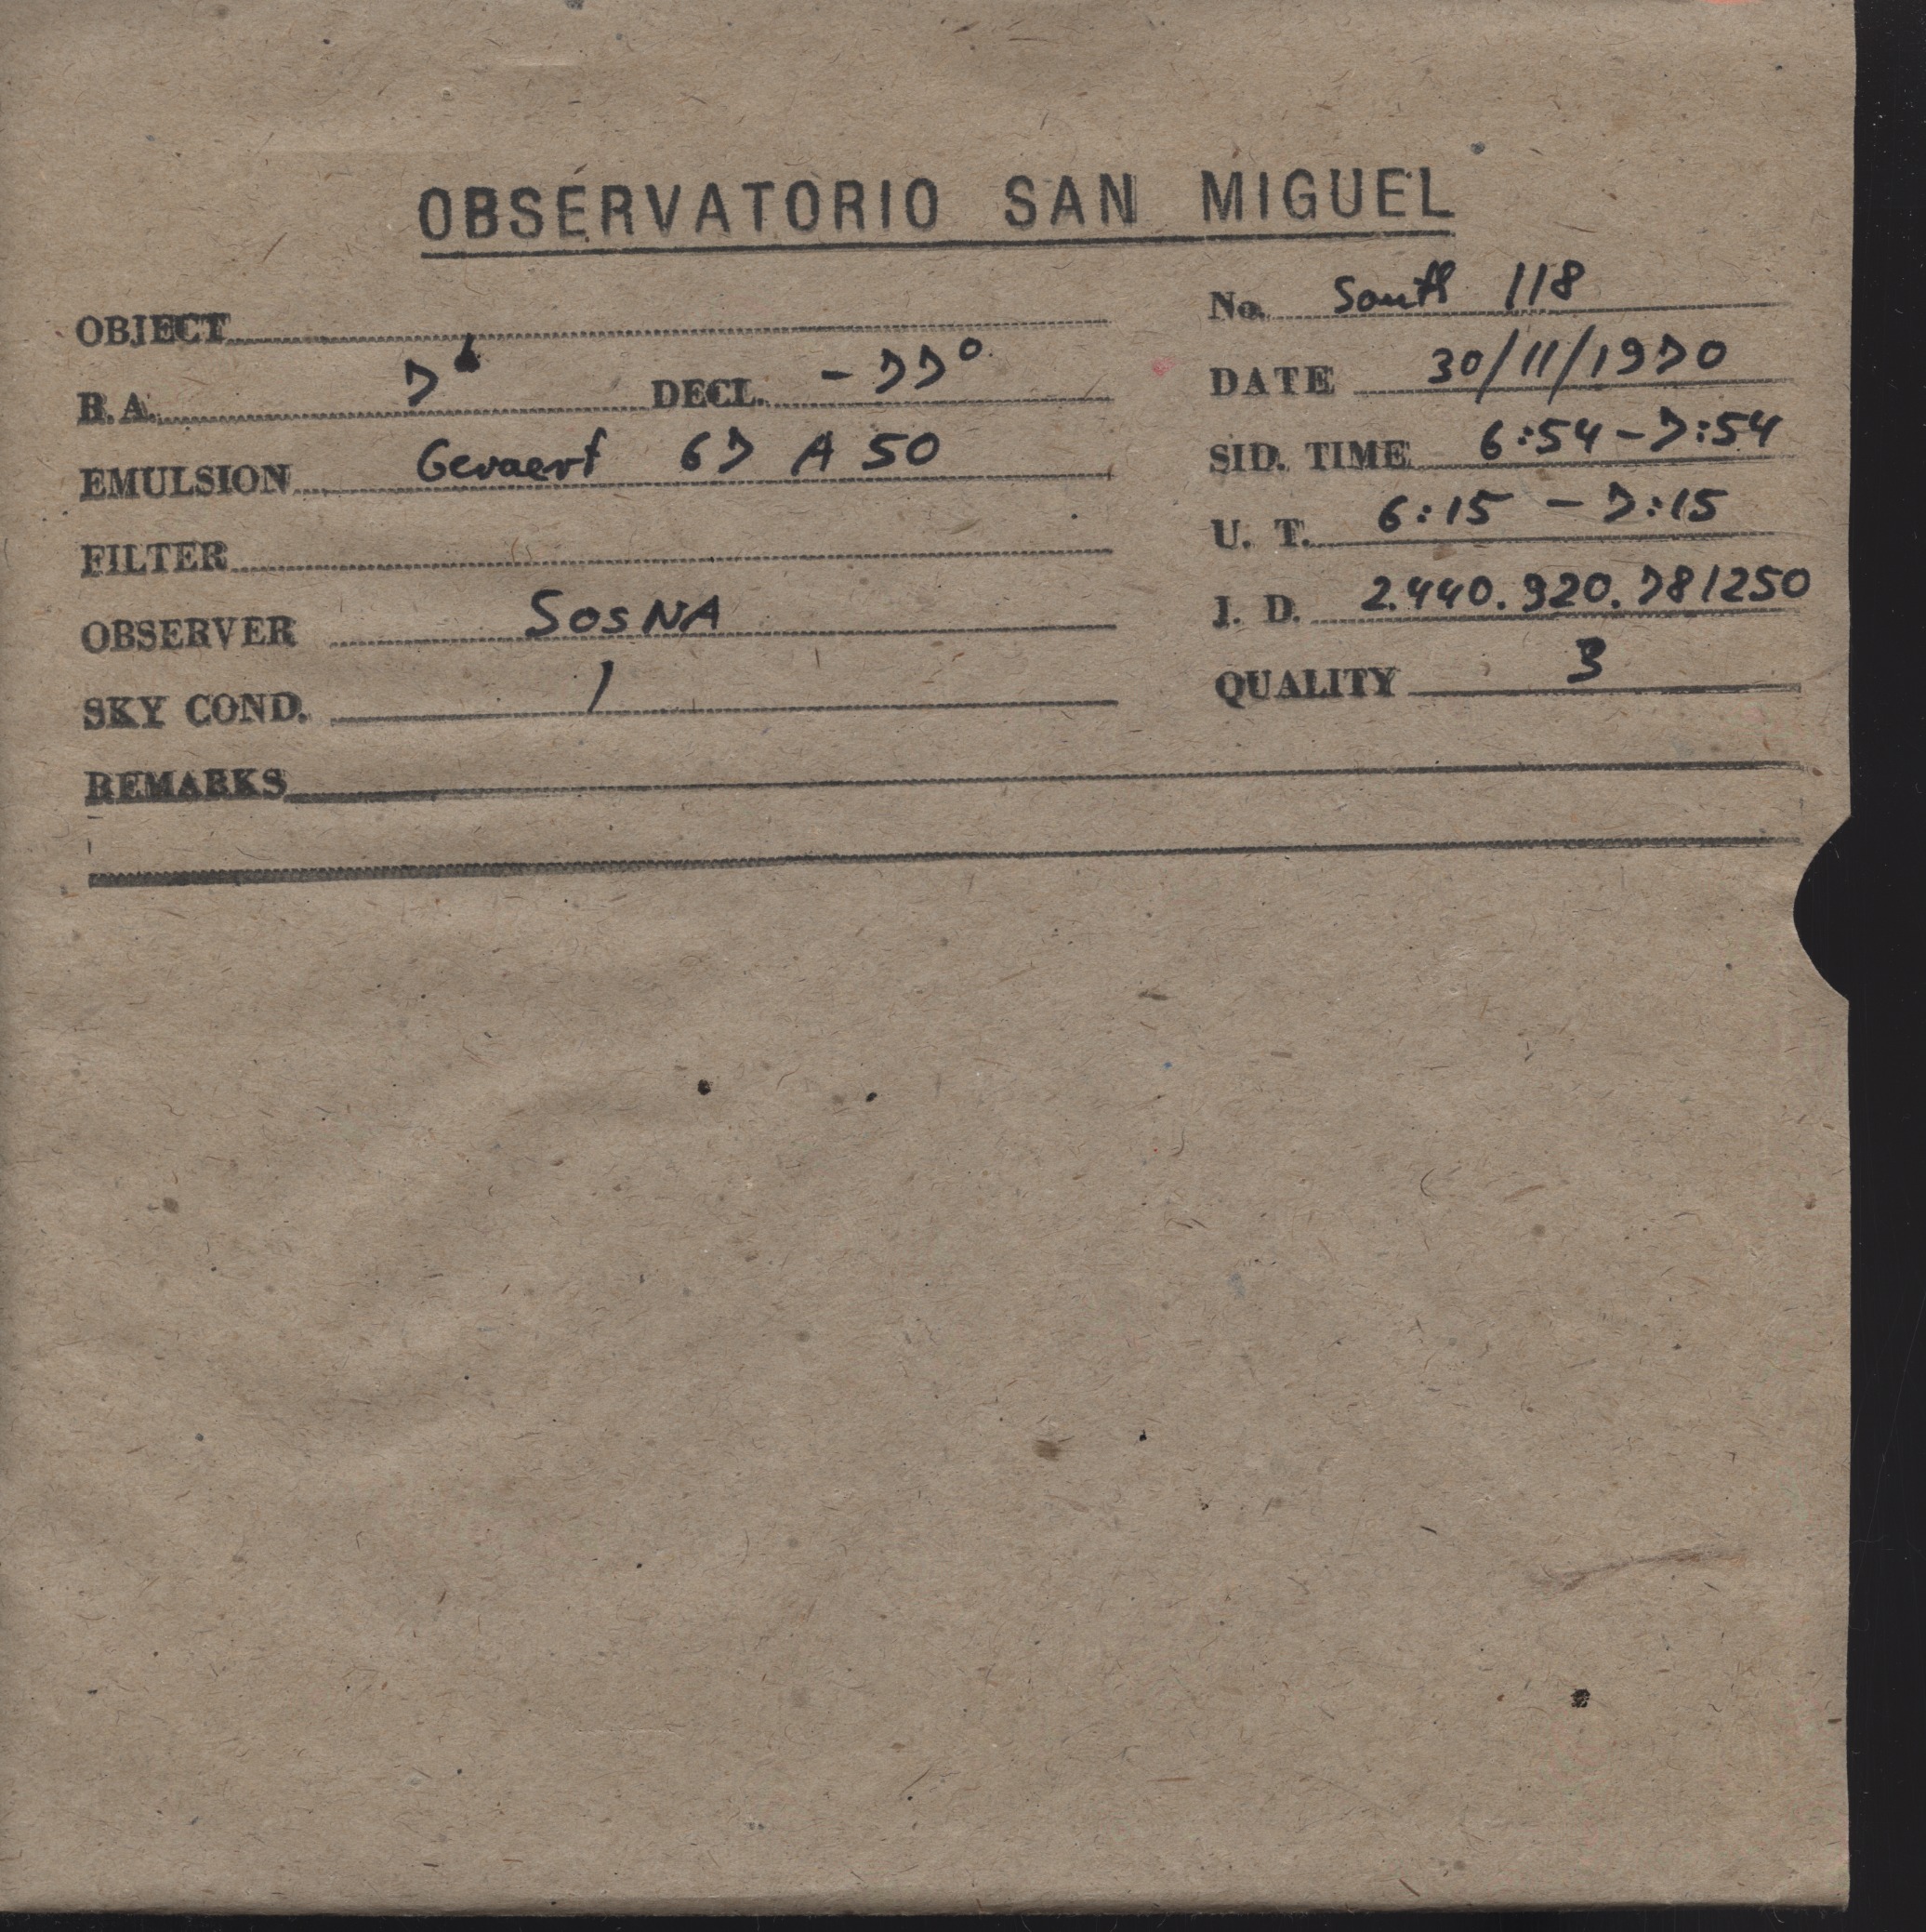 OBSERVATORIO SAN MIGUEL
OBJECT
No. South 118
R.A. 7h DECL. -77°
DATE 30/11/1970
EMULSION Gevaert 67 A 50
SID. TIME 6:54-7:54
FILTER
U. T. 6:15 - 7:15
OBSERVER SOSNA
J. D. 2.440.920.781250
SKY COND. 1
QUALITY 3
REMARKS